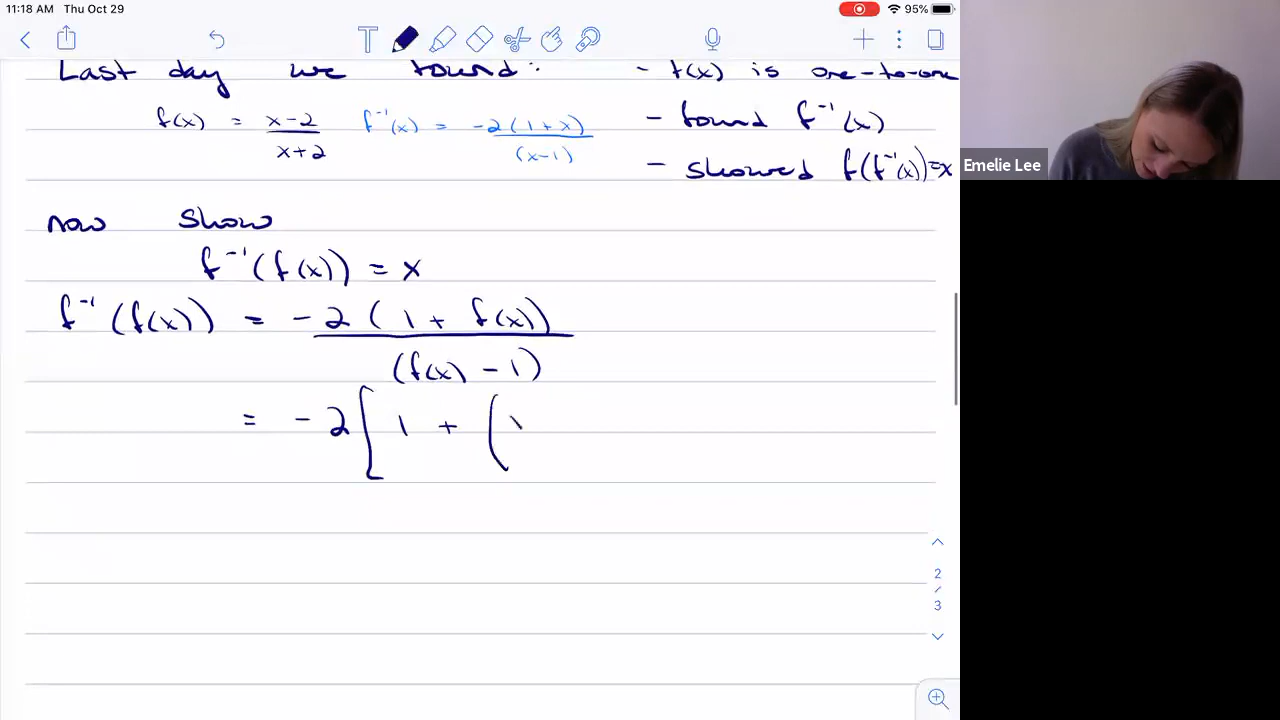 11:18 AM Thu Oct 29
95%
T
Last day we found: - f(x) is one-to-one
f(x) = x-2 / x+2 f⁻¹(x) = -2(1+x) / (x-1)
- found f⁻¹(x)
- showed f(f⁻¹(x))=x
Emelie Lee
now show
f⁻¹(f(x)) = x
f⁻¹(f(x)) = -2(1+f(x)) / (f(x)-1)
= -2[1 + (
2
/
3